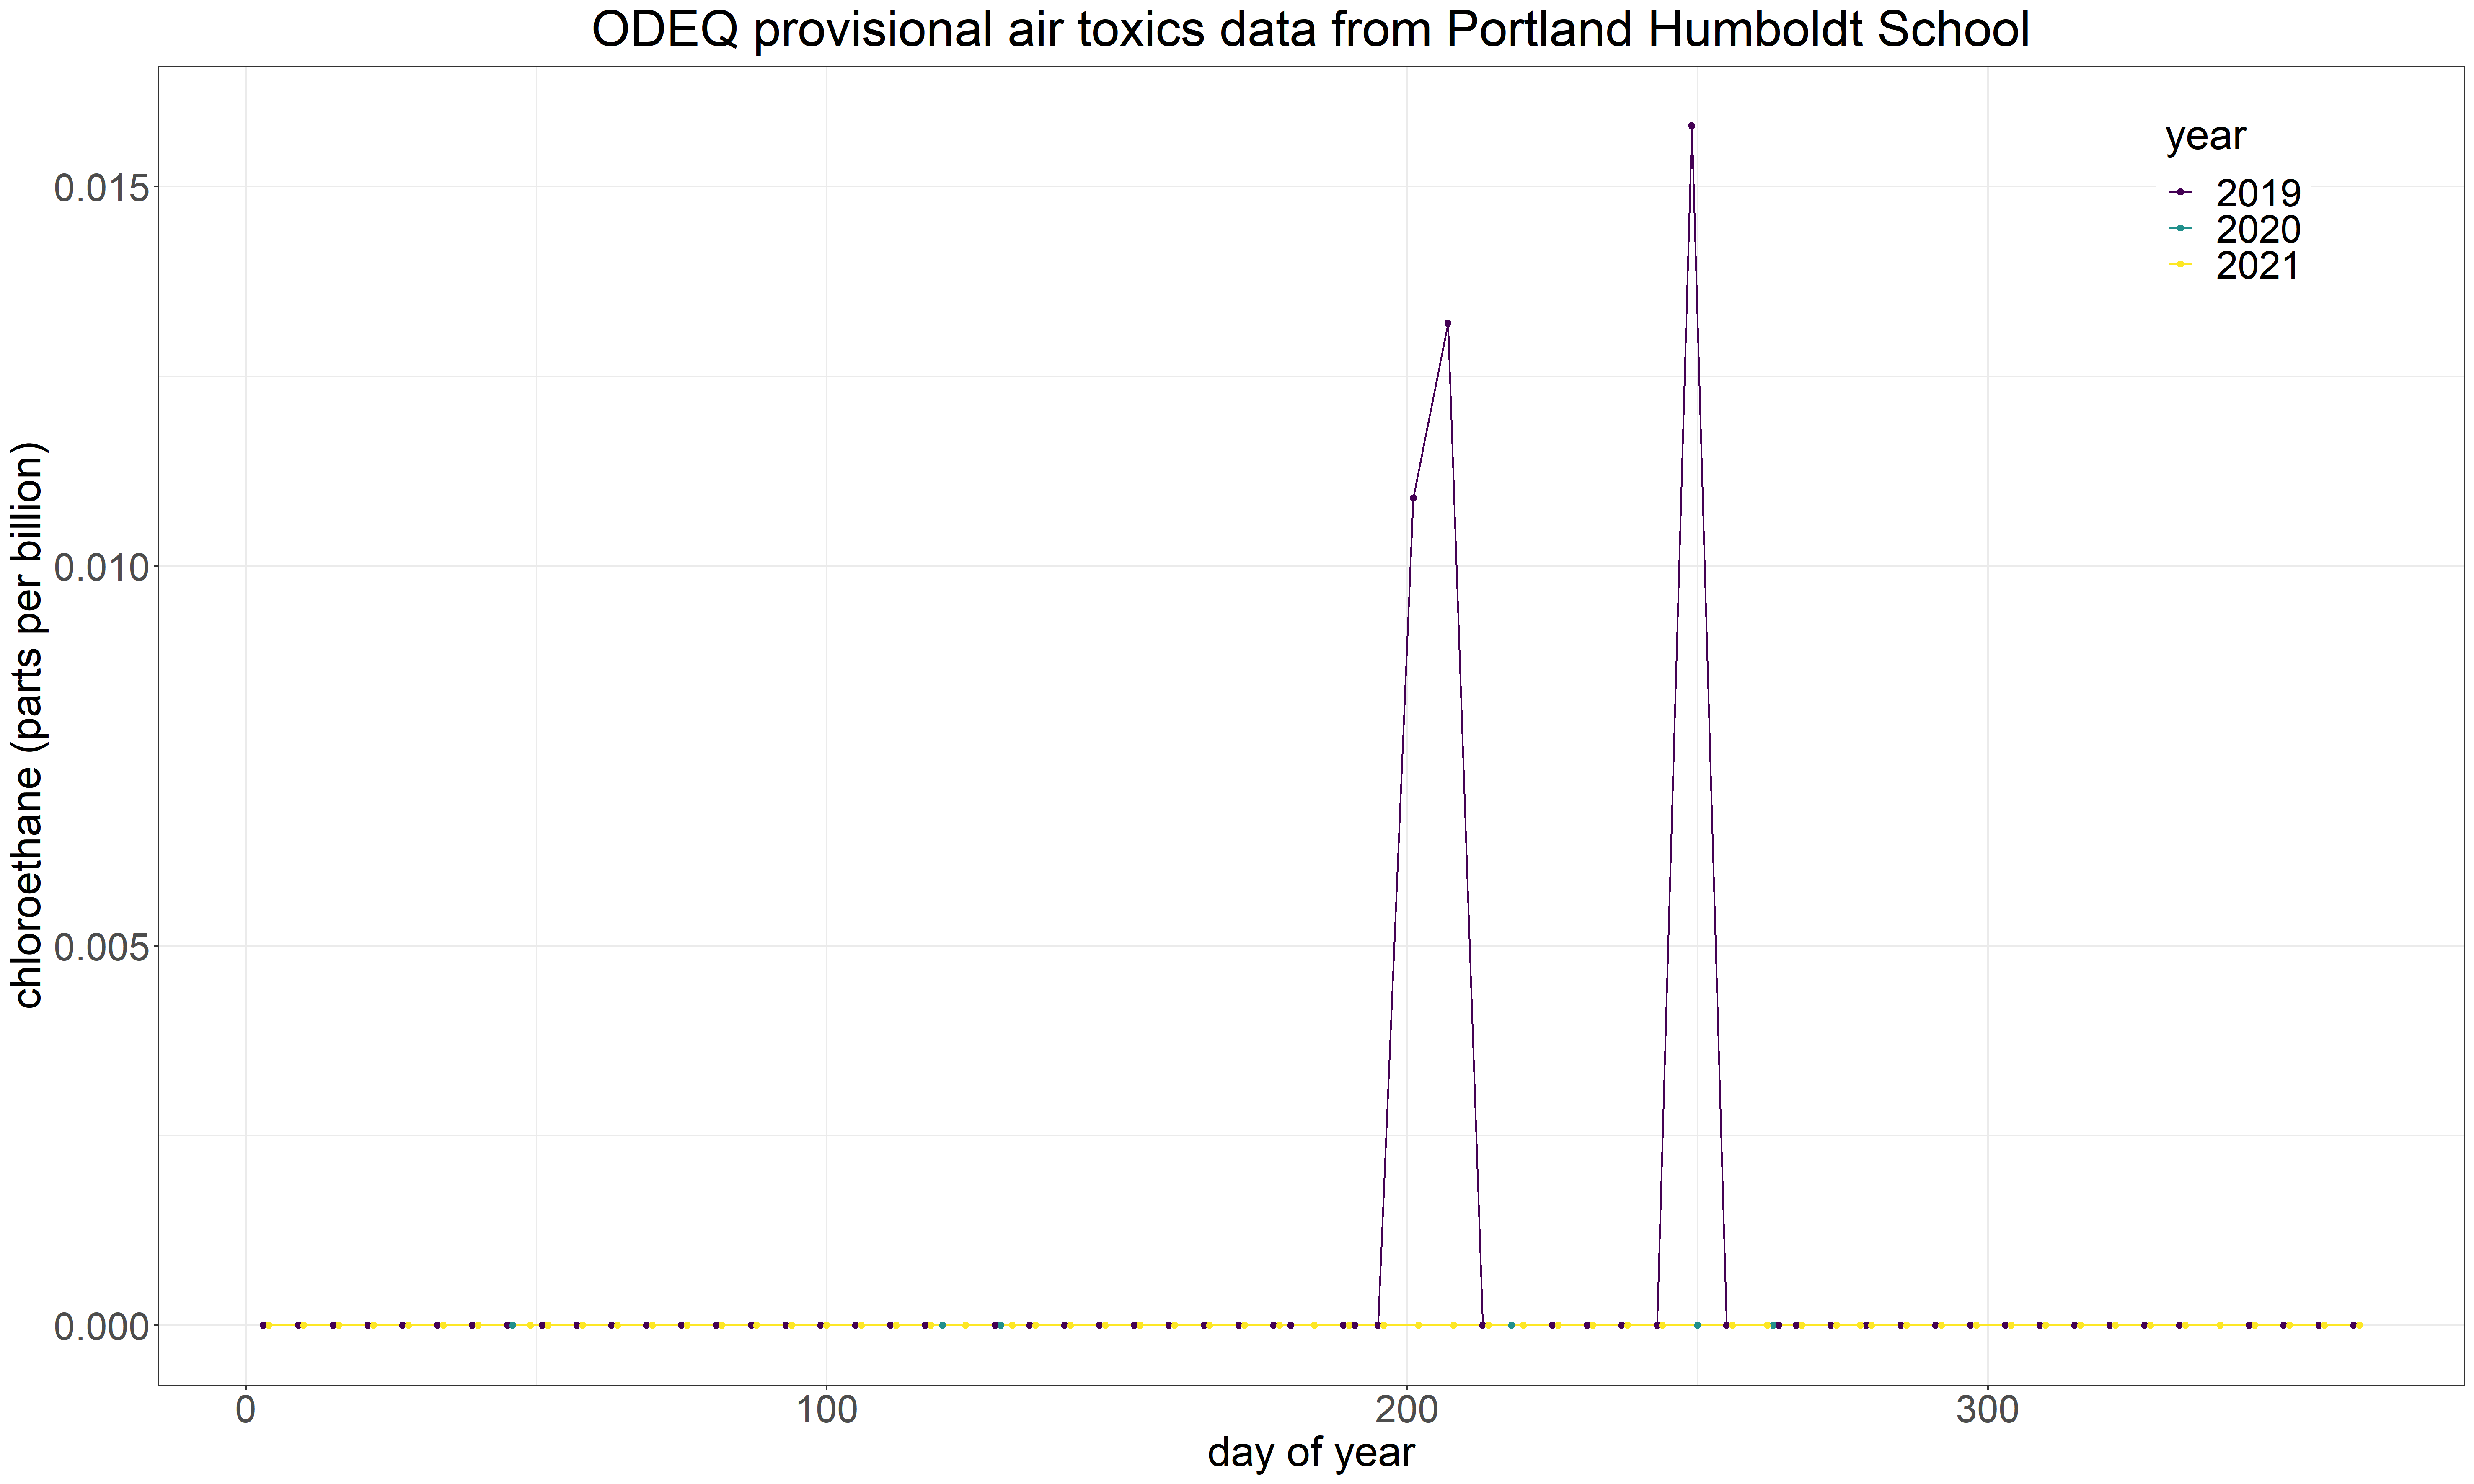 ODEQ provisional air toxics data from Portland Humboldt School
chloroethane (parts per billion)
0.015
0.010
0.005
0.000
year
2019
2020
2021
0 100 200 300
day of year